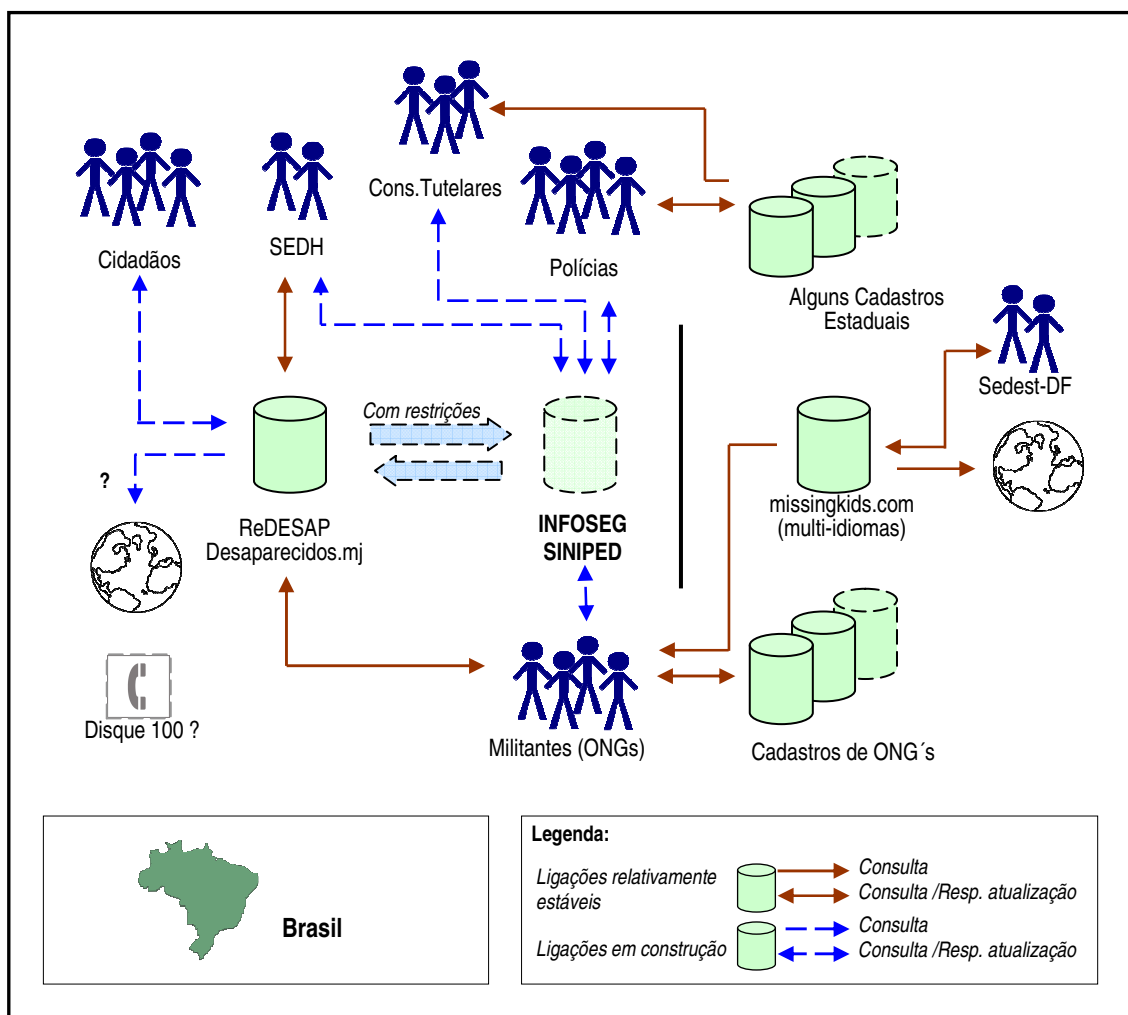 Cons.Tutelares
Cidadãos
SEDH
Polícias
Alguns Cadastros
Estaduais
Sedest-DF
Com restrições
?
ReDESAP
Desaparecidos.mj
INFOSEG
SINIPED
missingkids.com
(multi-idiomas)
Disque 100 ?
Militantes (ONGs)
Cadastros de ONG´s
Brasil
Legenda:
Ligações relativamente
estáveis
Consulta
Consulta /Resp. atualização
Ligações em construção
Consulta
Consulta /Resp. atualização